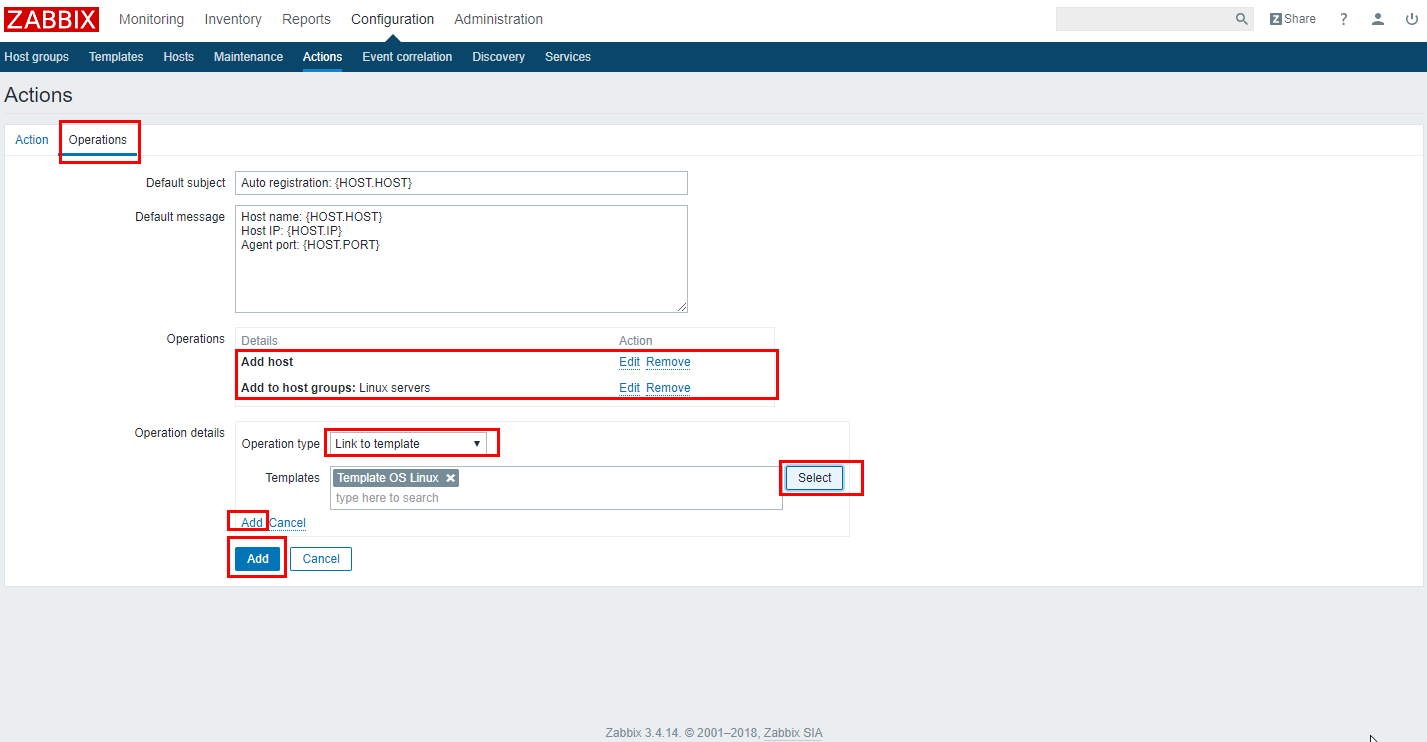 ZABBIX Monitoring Inventory Reports Configuration Administration Z Share ?
Host groups Templates Hosts Maintenance Actions Event correlation Discovery Services
Actions
Action Operations
Default subject Auto registration: {HOST.HOST}
Default message Host name: {HOST.HOST}
Host IP: {HOST.IP}
Agent port: {HOST.PORT}
Operations Details Action
Add host Edit Remove
Add to host groups: Linux servers Edit Remove
Operation details
Operation type Link to template
Templates Template OS Linux Select
type here to search
Add Cancel
Add Cancel
Zabbix 3.4.14. © 2001–2018, Zabbix SIA